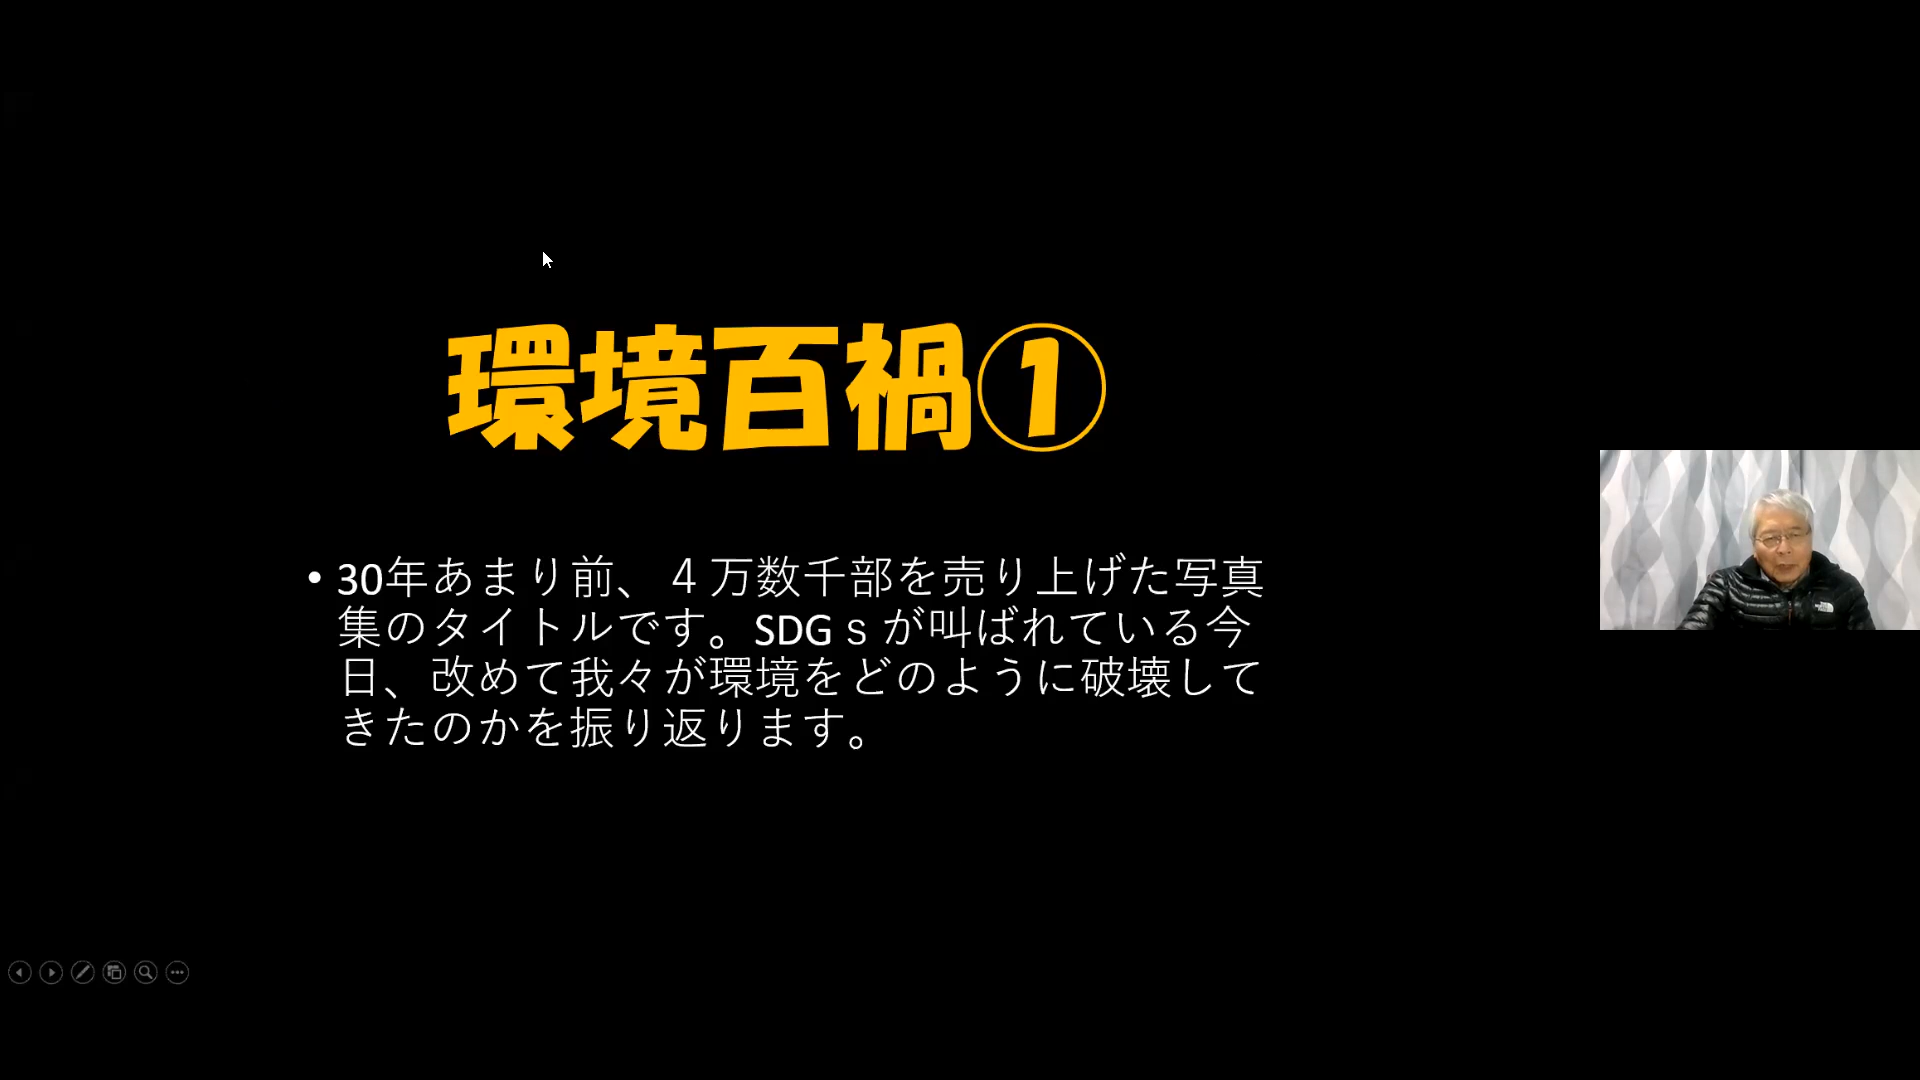 環境百禍①
• 30年あまり前、４万数千部を売り上げた写真
集のタイトルです。SDGｓが叫ばれている今
日、改めて我々が環境をどのように破壊して
きたのかを振り返ります。